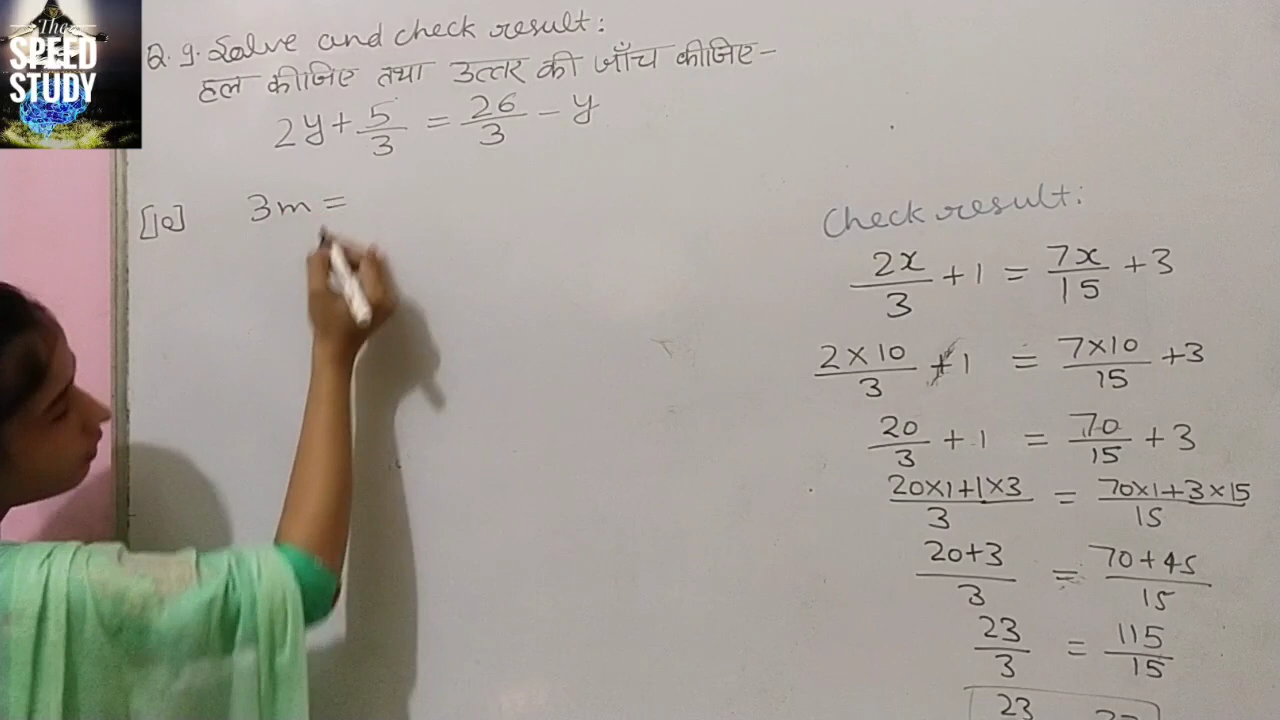 The
SPEED
STUDY
Q.9. Solve and check result:
हल कीजिए तथा उत्तर की जाँच कीजिए-
2y + 5/3 = 26/3 - y
[10] 3m =
Check result:
2x/3 + 1 = 7x/15 + 3
2×10/3 + 1 = 7×10/15 + 3
20/3 + 1 = 70/15 + 3
20×1+1×3/3 = 70×1+3×15/15
20+3/3 = 70+45/15
23/3 = 115/15
23